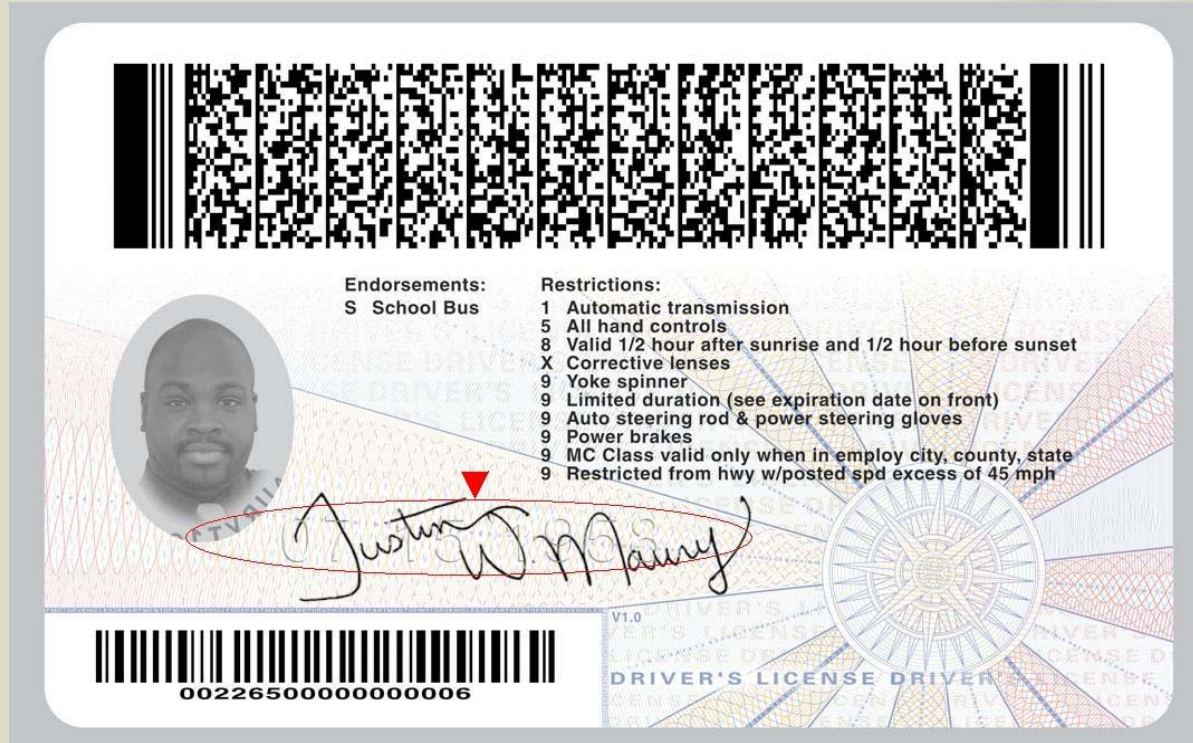 Endorsements:
S School Bus
Restrictions:
1 Automatic transmission
5 All hand controls
8 Valid 1/2 hour after sunrise and 1/2 hour before sunset
X Corrective lenses
9 Yoke spinner
9 Limited duration (see expiration date on front)
9 Auto steering rod & power steering gloves
9 Power brakes
9 MC Class valid only when in employ city, county, state
9 Restricted from hwy w/posted spd excess of 45 mph
Justin W Maury
V1.0
DRIVER'S LICENSE DRIVER'S
00226500000000006